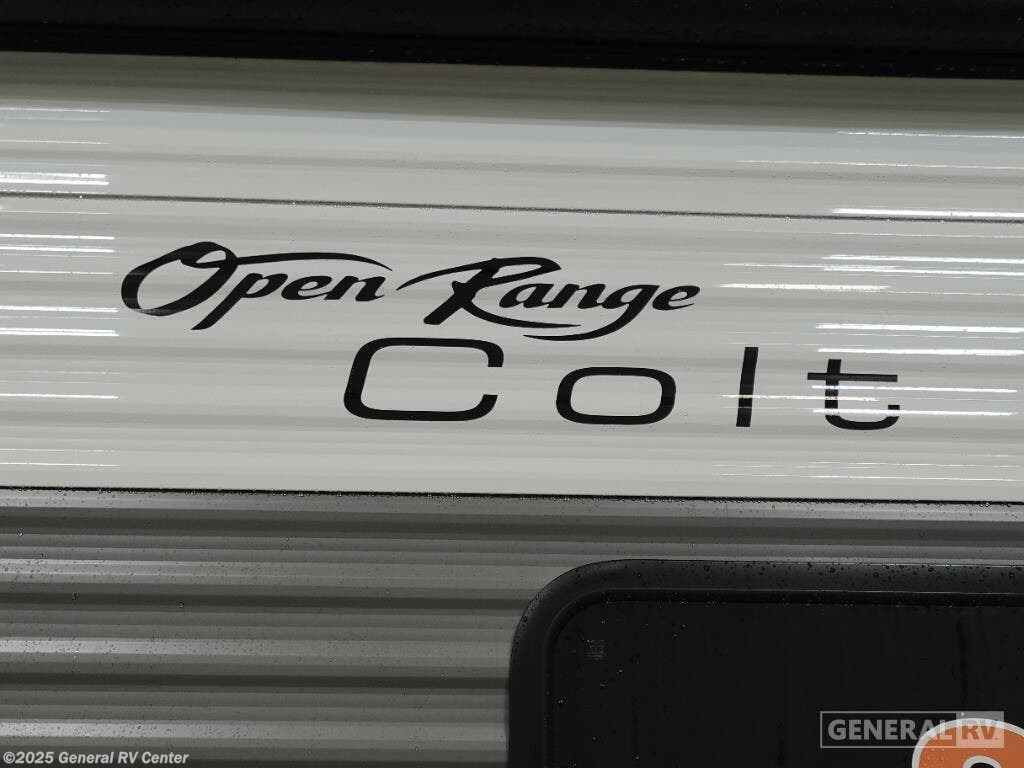 Open Range
Colt
GENERAL RV
©2025 General RV Center